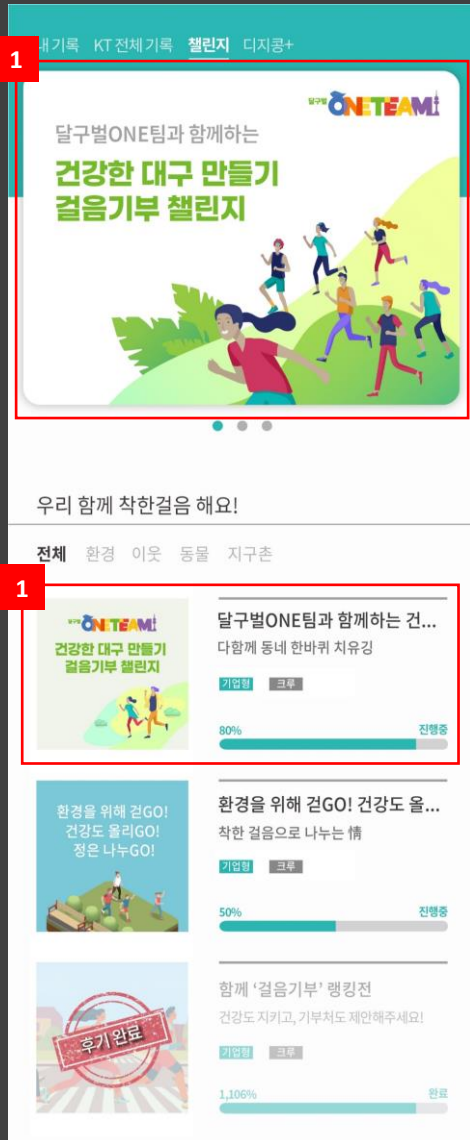 내기록 KT전체기록 챌린지 디지콩+
1
달구벌 ONETEAM!
달구벌ONE팀과 함께하는
건강한 대구 만들기
걸음기부 챌린지
우리 함께 착한걸음 해요!
전체 환경 이웃 동물 지구촌
1
달구벌 ONETEAM!
건강한 대구 만들기
걸음기부 챌린지
달구벌ONE팀과 함께하는 건...
다함께 동네 한바퀴 치유깅
기업형 크루
80% 진행중
환경을 위해 걷GO!
건강도 올리GO!
정은 나누GO!
환경을 위해 걷GO! 건강도 올...
착한 걸음으로 나누는 情
기업형 크루
50% 진행중
후기 완료
함께 ‘걸음기부’ 랭킹전
건강도 지키고, 기부처도 제안해주세요!
기업형 크루
1,106% 완료